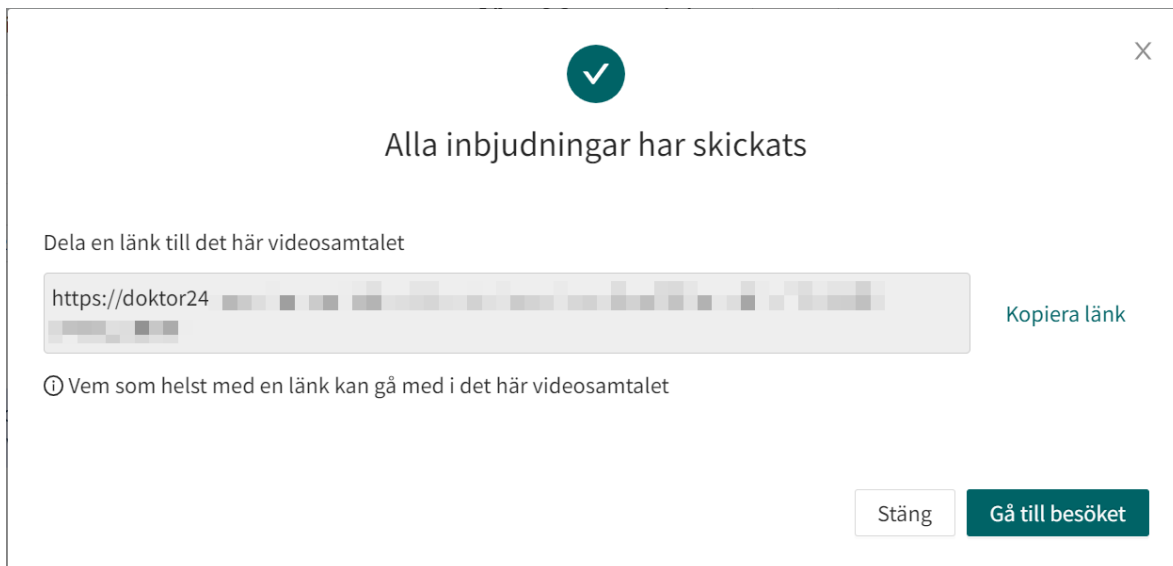 Alla inbjudningar har skickats
Dela en länk till det här videosamtalet
https://doktor24
Kopiera länk
Vem som helst med en länk kan gå med i det här videosamtalet
Stäng
Gå till besöket